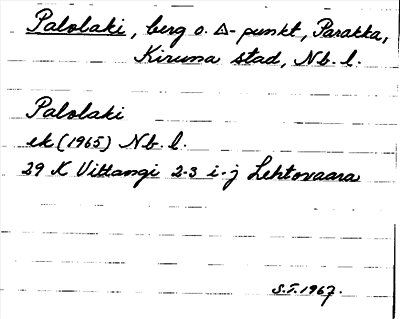 Palolaki, berg o. △-punkt, Parakka,
Kiruna stad, Nb. l.
Palolaki
ek (1965) Nb. l.
29 K Vittangi 2-3 i-j Lehtovaara
S.T. 1967.